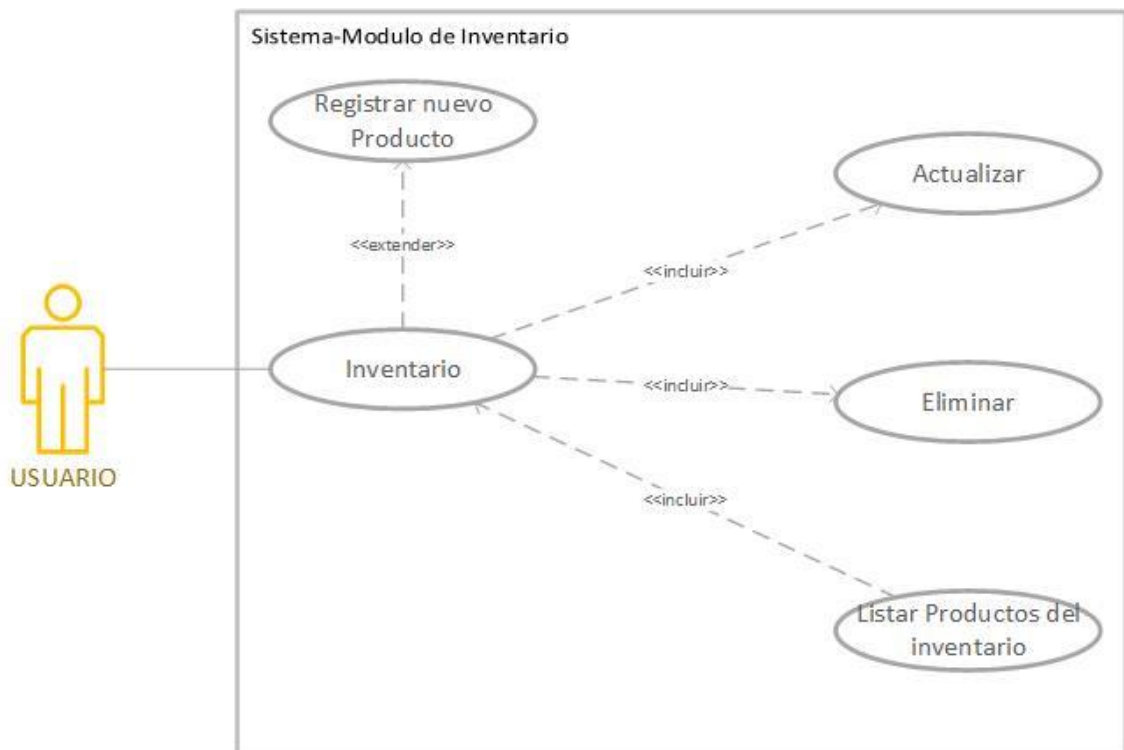 Sistema-Modulo de Inventario
Registrar nuevo
Producto
Actualizar
<<extender>>
<<incluir>>
Inventario
<<incluir>>
Eliminar
USUARIO
<<incluir>>
Listar Productos del
inventario